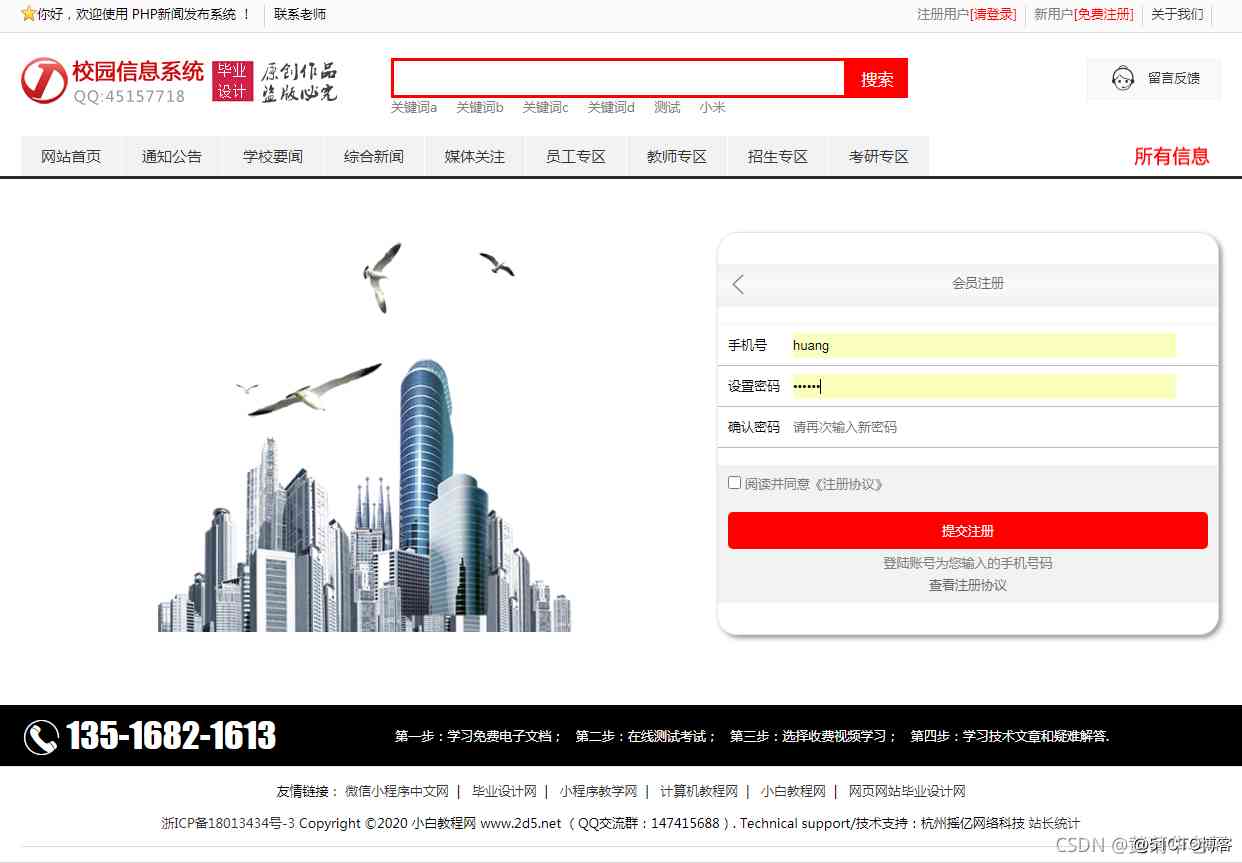 你好，欢迎使用 PHP新闻发布系统 ！ 联系老师 注册用户[请登录] 新用户[免费注册] 关于我们
校园信息系统
QQ:45157718
毕业
设计
原创作品
盗版必究
搜索
关键词a 关键词b 关键词c 关键词d 测试 小米
留言反馈
网站首页 通知公告 学校要闻 综合新闻 媒体关注 员工专区 教师专区 招生专区 考研专区 所有信息
会员注册
手机号 huang
设置密码 ••••••
确认密码 请再次输入新密码
阅读并同意《注册协议》
提交注册
登陆账号为您输入的手机号码
查看注册协议
135-1682-1613 第一步：学习免费电子文档； 第二步：在线测试考试； 第三步：选择收费视频学习； 第四步：学习技术文章和疑难解答.
友情链接： 微信小程序中文网 | 毕业设计网 | 小程序教学网 | 计算机教程网 | 小白教程网 | 网页网站毕业设计网
浙ICP备18013434号-3 Copyright ©2020 小白教程网 www.2d5.net （ QQ交流群：147415688 ）. Technical support/技术支持：杭州摇亿网络科技 站长统计
CSDN @51CTO博客